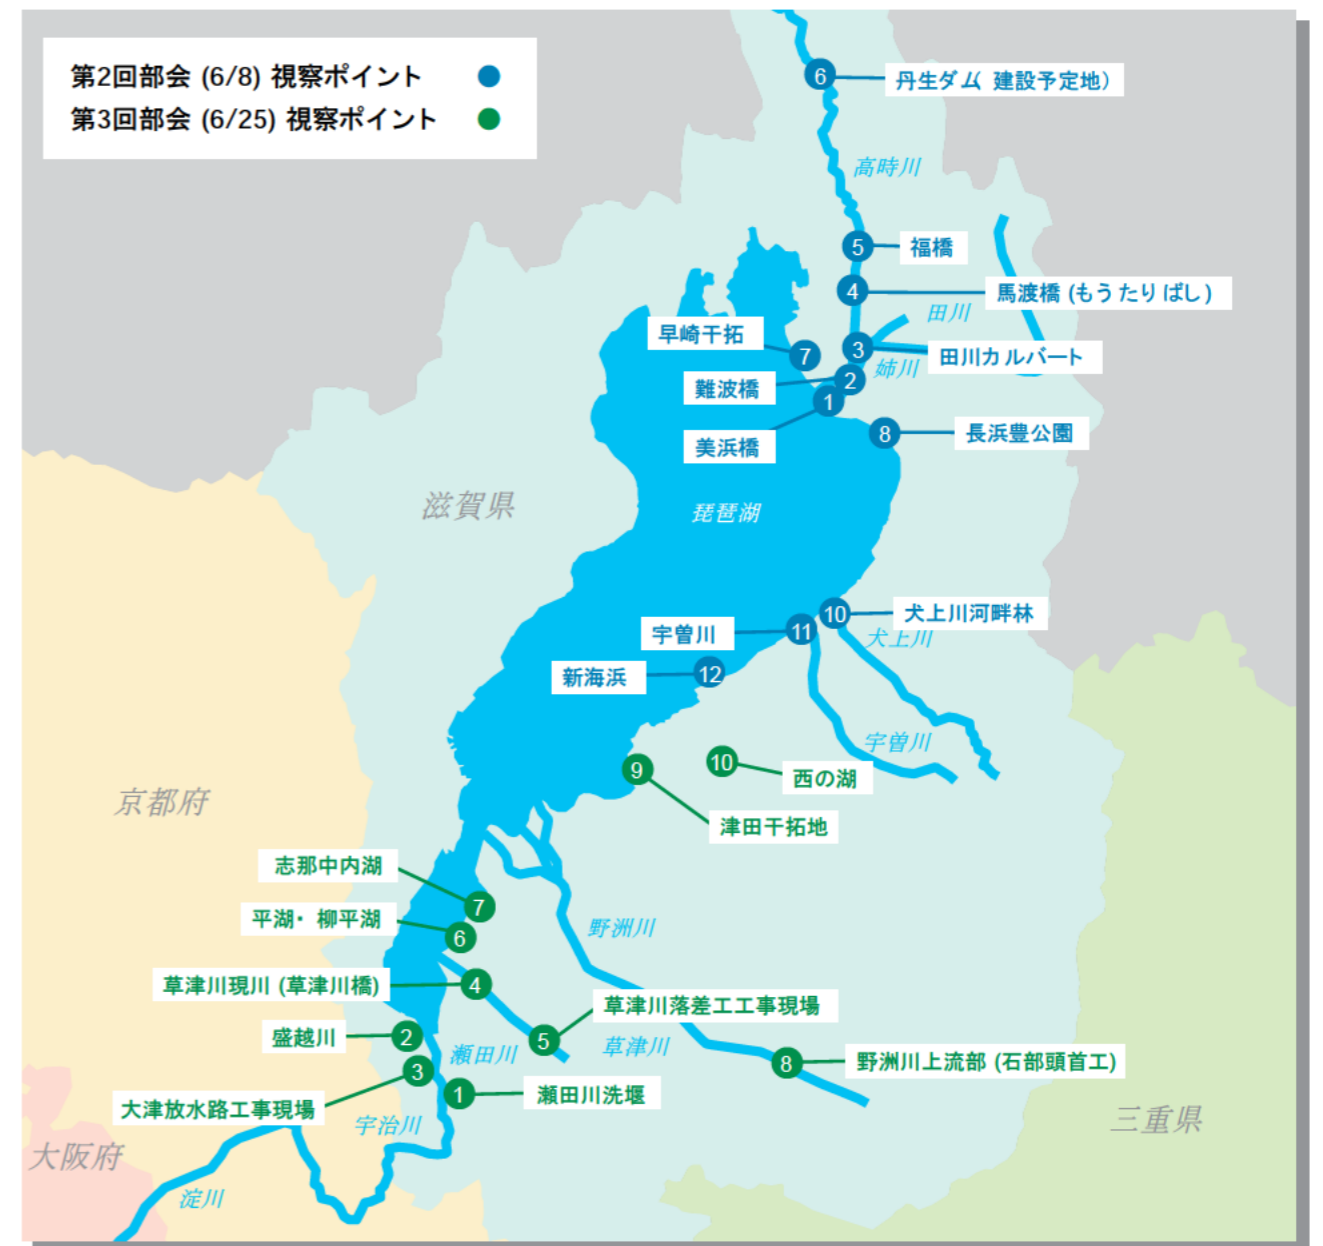 第2回部会 (6/8) 視察ポイント
第3回部会 (6/25) 視察ポイント
6
丹生ダム 建設予定地）
高時川
5
福橋
4
馬渡橋 (もうたりばし)
田川
早崎干拓
7
3
田川カルバート
姉川
難波橋
2
1
美浜橋
8
長浜豊公園
滋賀県
琵琶湖
10
犬上川河畔林
宇曽川
11
犬上川
新海浜
12
宇曽川
9
10
西の湖
京都府
津田干拓地
志那中内湖
7
平湖・ 柳平湖
6
野洲川
草津川現川 (草津川橋)
4
草津川落差工工事現場
盛越川
2
5
瀬田川
草津川
3
8
野洲川上流部 (石部頭首工)
1
瀬田川洗堰
大津放水路工事現場
宇治川
三重県
大阪府
淀川